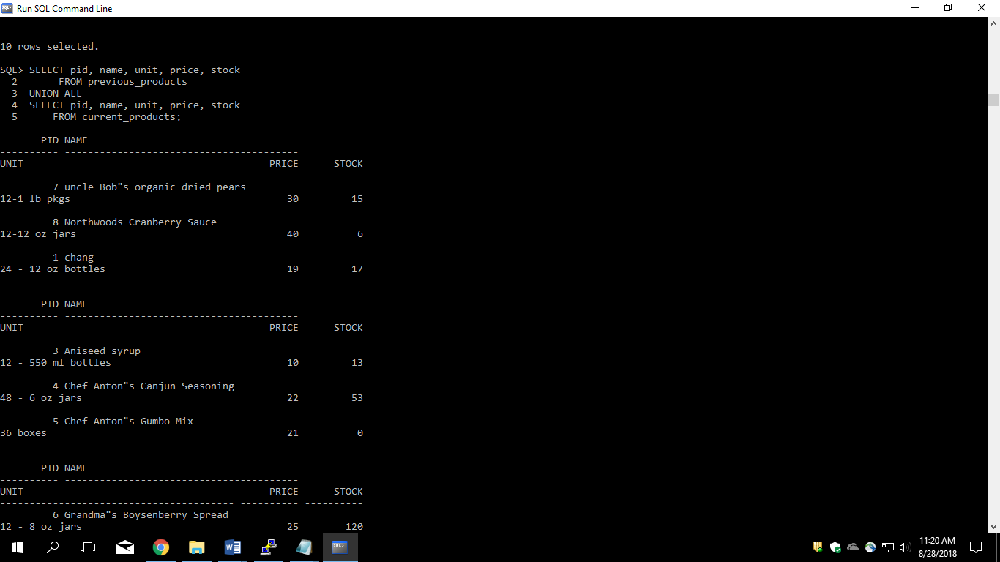 Run SQL Command Line
10 rows selected.
SQL> SELECT pid, name, unit, price, stock
2 FROM previous_products
3 UNION ALL
4 SELECT pid, name, unit, price, stock
5 FROM current_products;
PID NAME
---------- ----------------------------------------
UNIT PRICE STOCK
---------------------------------------- ---------- ----------
7 uncle Bob"s organic dried pears
12-1 lb pkgs 30 15
8 Northwoods Cranberry Sauce
12-12 oz jars 40 6
1 chang
24 - 12 oz bottles 19 17
PID NAME
---------- ----------------------------------------
UNIT PRICE STOCK
---------------------------------------- ---------- ----------
3 Aniseed syrup
12 - 550 ml bottles 10 13
4 Chef Anton"s Canjun Seasoning
48 - 6 oz jars 22 53
5 Chef Anton"s Gumbo Mix
36 boxes 21 0
PID NAME
---------- ----------------------------------------
UNIT PRICE STOCK
---------------------------------------- ---------- ----------
6 Grandma"s Boysenberry Spread
12 - 8 oz jars 25 120
11:20 AM
8/28/2018